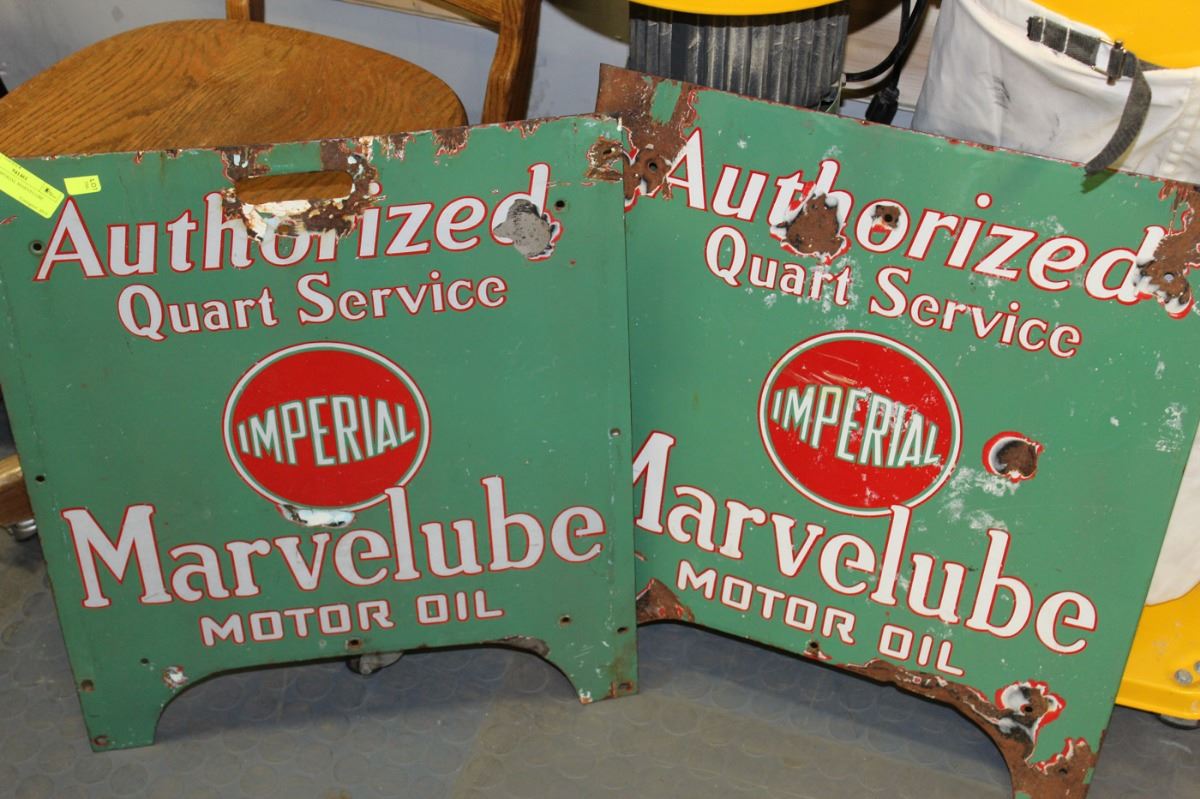 Authorized
Quart Service
IMPERIAL
Marvelube
MOTOR OIL
Authorized
Quart Service
IMPERIAL
Marvelube
MOTOR OIL